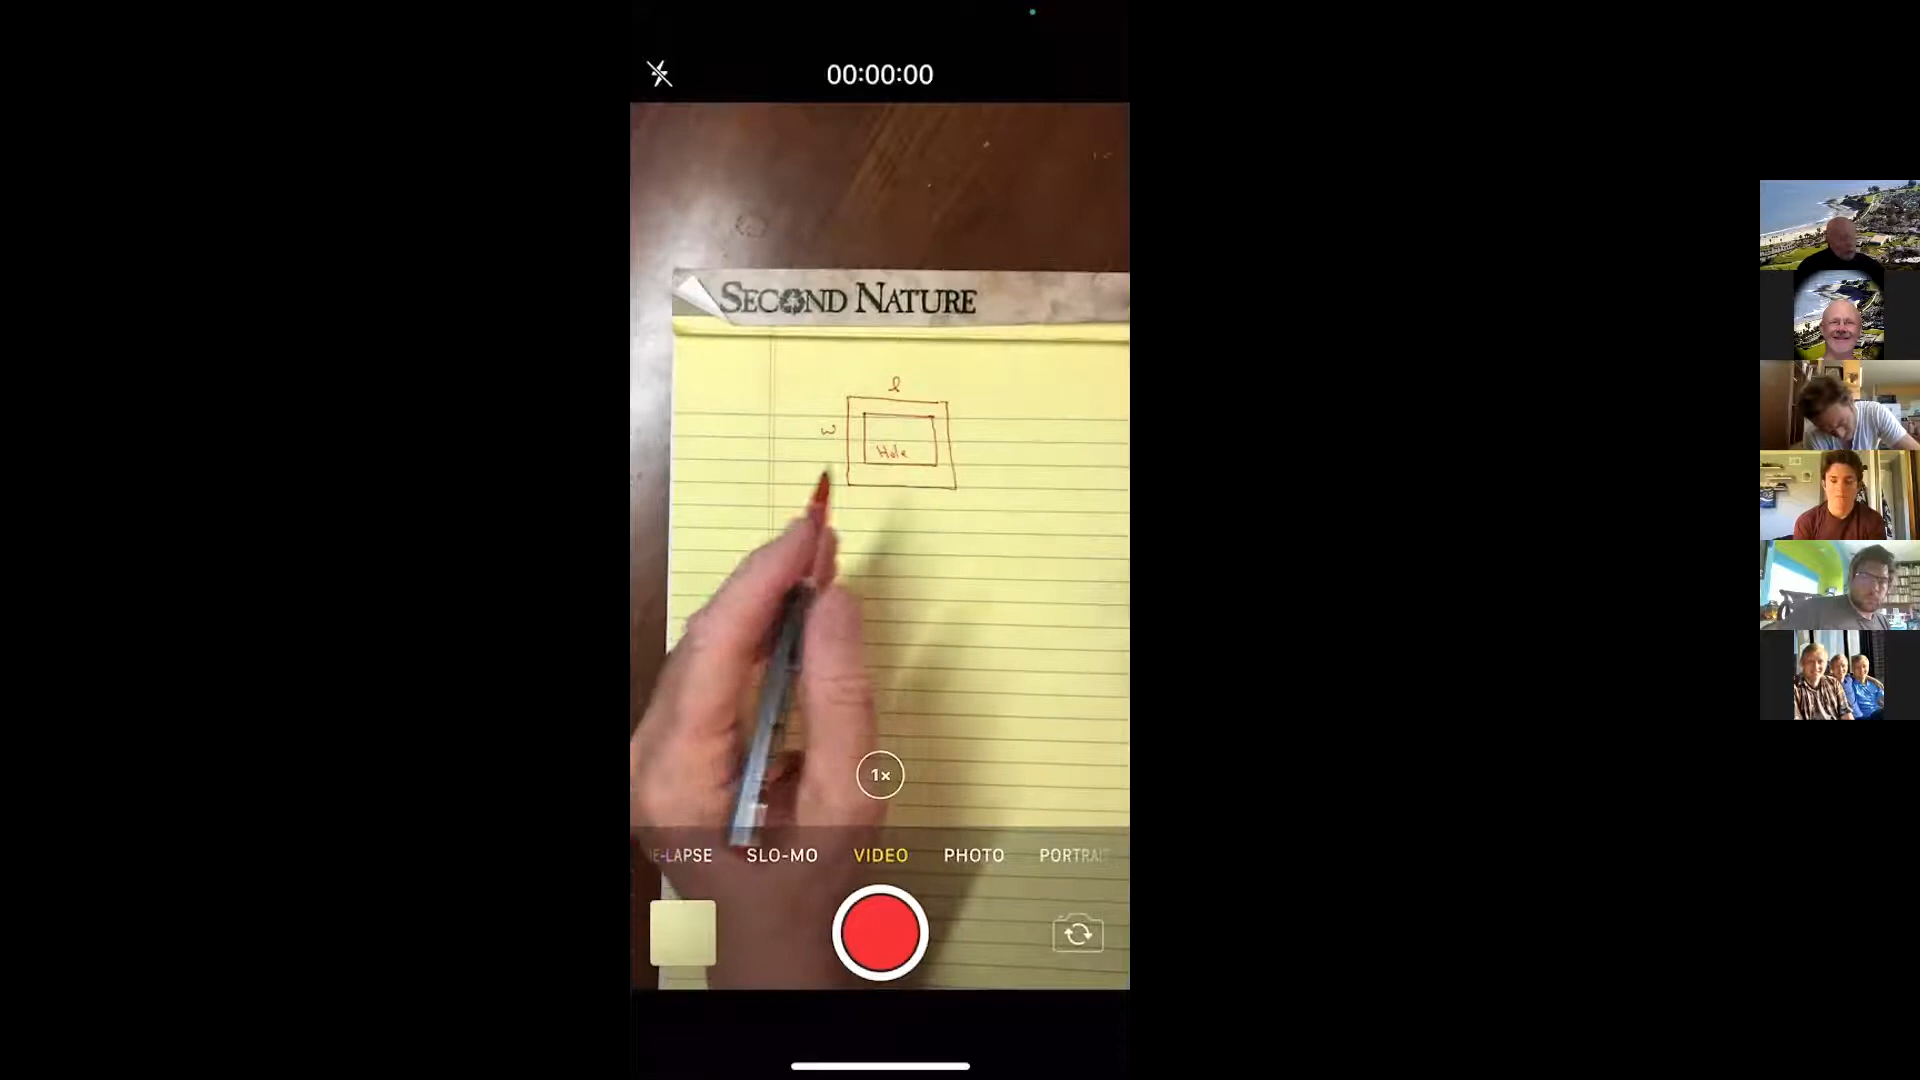 00:00:00
SECOND NATURE
l
w
Hole
1×
E-LAPSE SLO-MO VIDEO PHOTO PORTRAI